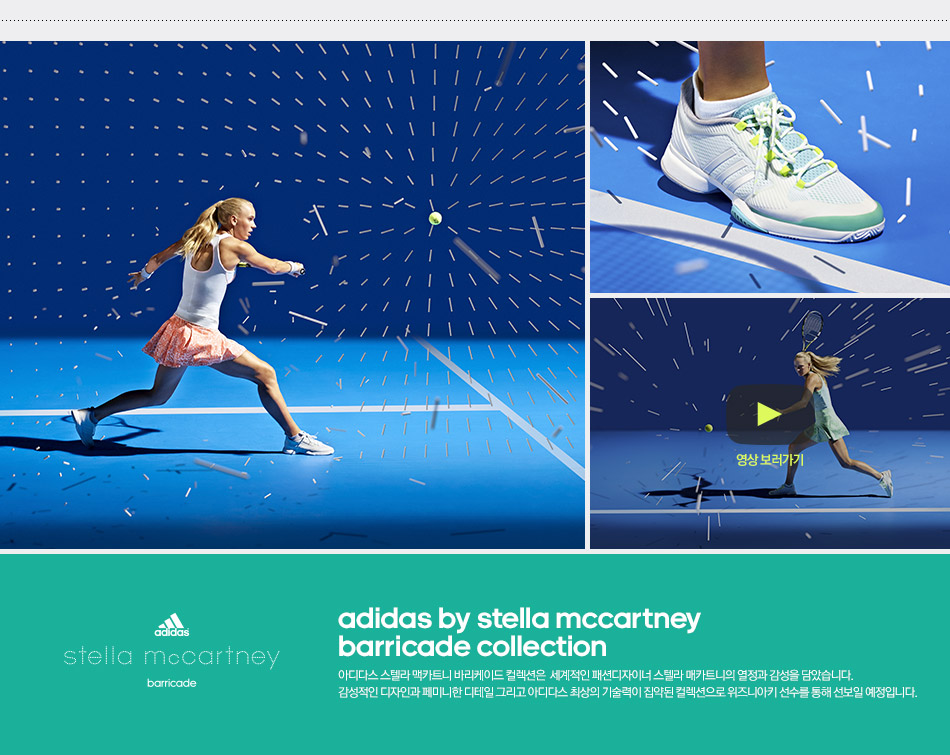 영상 보러가기
adidas
stella mccartney
barricade
adidas by stella mccartney
barricade collection
아디다스 스텔라 맥카트니 바리케이드 컬렉션은 세계적인 패션디자이너 스텔라 매카트니의 열정과 감성을 담았습니다.
감성적인 디자인과 페미니한 디테일 그리고 아디다스 최상의 기술력이 집약된 컬렉션으로 위즈니아키 선수를 통해 선보일 예정입니다.